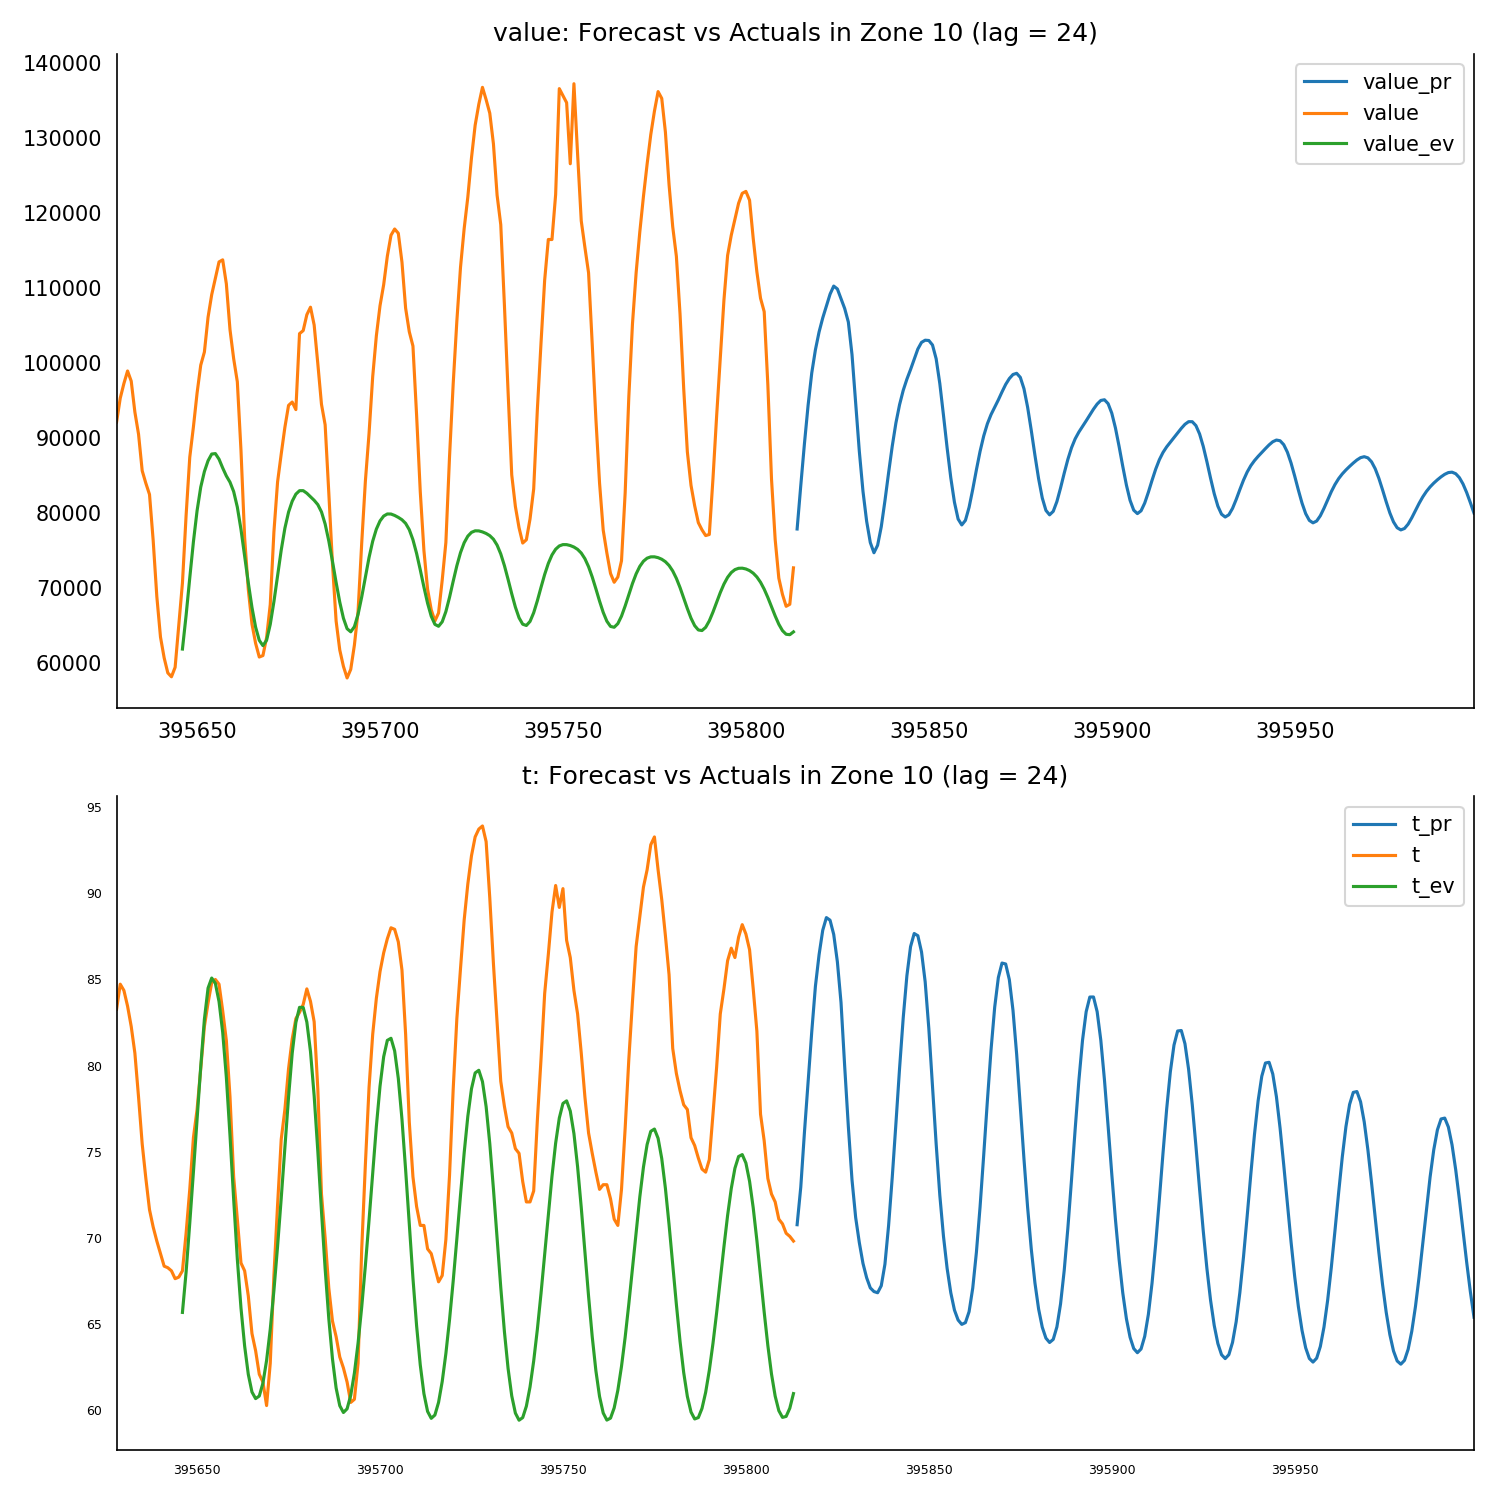 value: Forecast vs Actuals in Zone 10 (lag = 24)
140000
130000
120000
110000
100000
90000
80000
70000
60000
value_pr
value
value_ev
395650 395700 395750 395800 395850 395900 395950
t: Forecast vs Actuals in Zone 10 (lag = 24)
95
90
85
80
75
70
65
60
t_pr
t
t_ev
395650 395700 395750 395800 395850 395900 395950